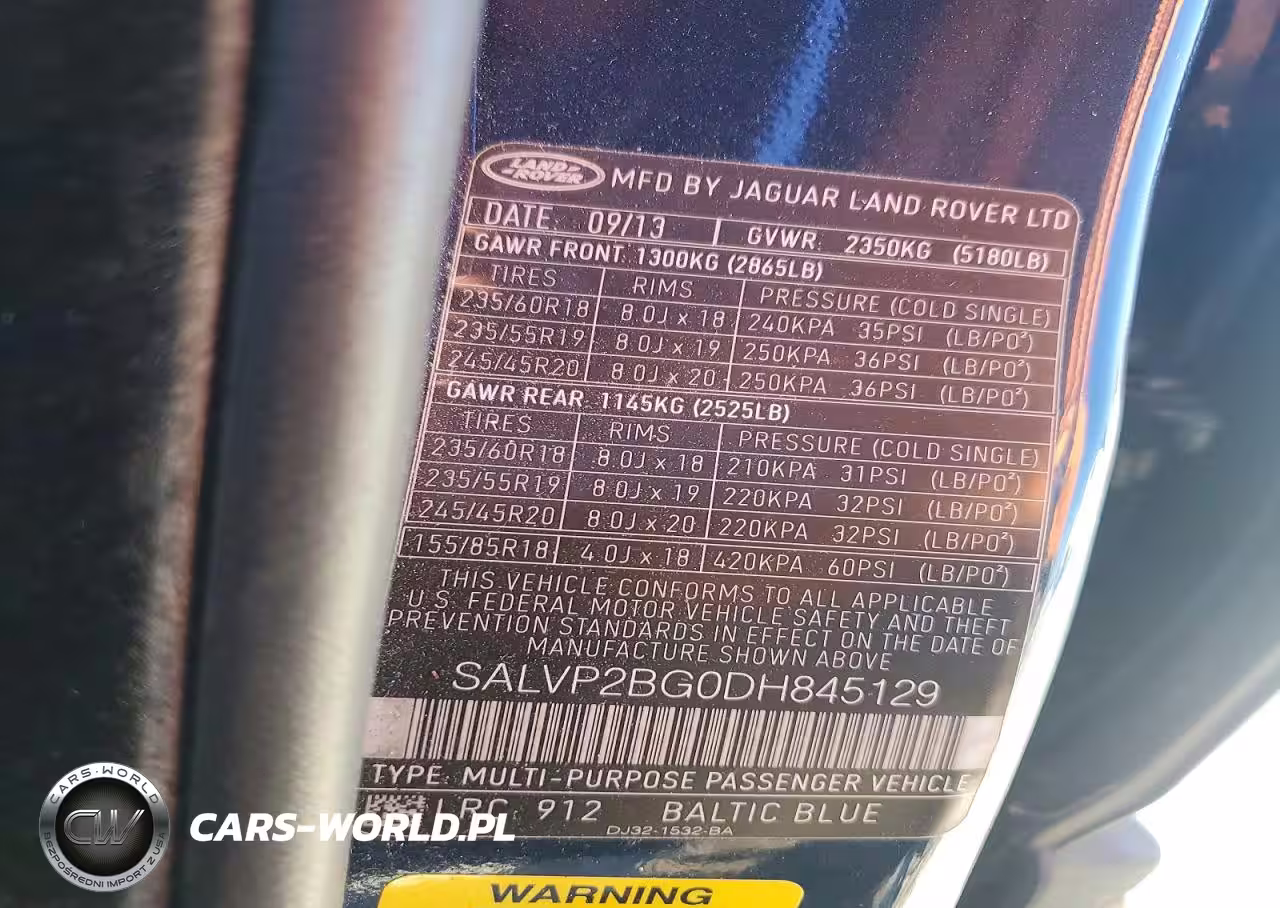 LAND ROVER MFD BY JAGUAR LAND ROVER LTD
DATE: 09/13 GVWR: 2350KG (5180LB)
GAWR FRONT 1300KG (2865LB)
TIRES RIMS PRESSURE (COLD SINGLE)
235/60R18 8.0J x 18 240KPA 35PSI (LB/PO²)
235/55R19 8.0J x 19 250KPA 36PSI (LB/PO²)
245/45R20 8.0J x 20 250KPA 36PSI (LB/PO²)
GAWR REAR 1145KG (2525LB)
TIRES RIMS PRESSURE (COLD SINGLE)
235/60R18 8.0J x 18 210KPA 31PSI (LB/PO²)
235/55R19 8.0J x 19 220KPA 32PSI (LB/PO²)
245/45R20 8.0J x 20 220KPA 32PSI (LB/PO²)
155/85R18 4.0J x 18 420KPA 60PSI (LB/PO²)
THIS VEHICLE CONFORMS TO ALL APPLICABLE
U.S. FEDERAL MOTOR VEHICLE SAFETY AND THEFT
PREVENTION STANDARDS IN EFFECT ON THE DATE OF
MANUFACTURE SHOWN ABOVE
SALVP2BG0DH845129
TYPE: MULTI-PURPOSE PASSENGER VEHICLE
LRC 912 BALTIC BLUE
DJ32-1532-BA
WARNING
CARS-WORLD
CW
BEZPOŚREDNI IMPORT Z USA
CARS-WORLD.PL